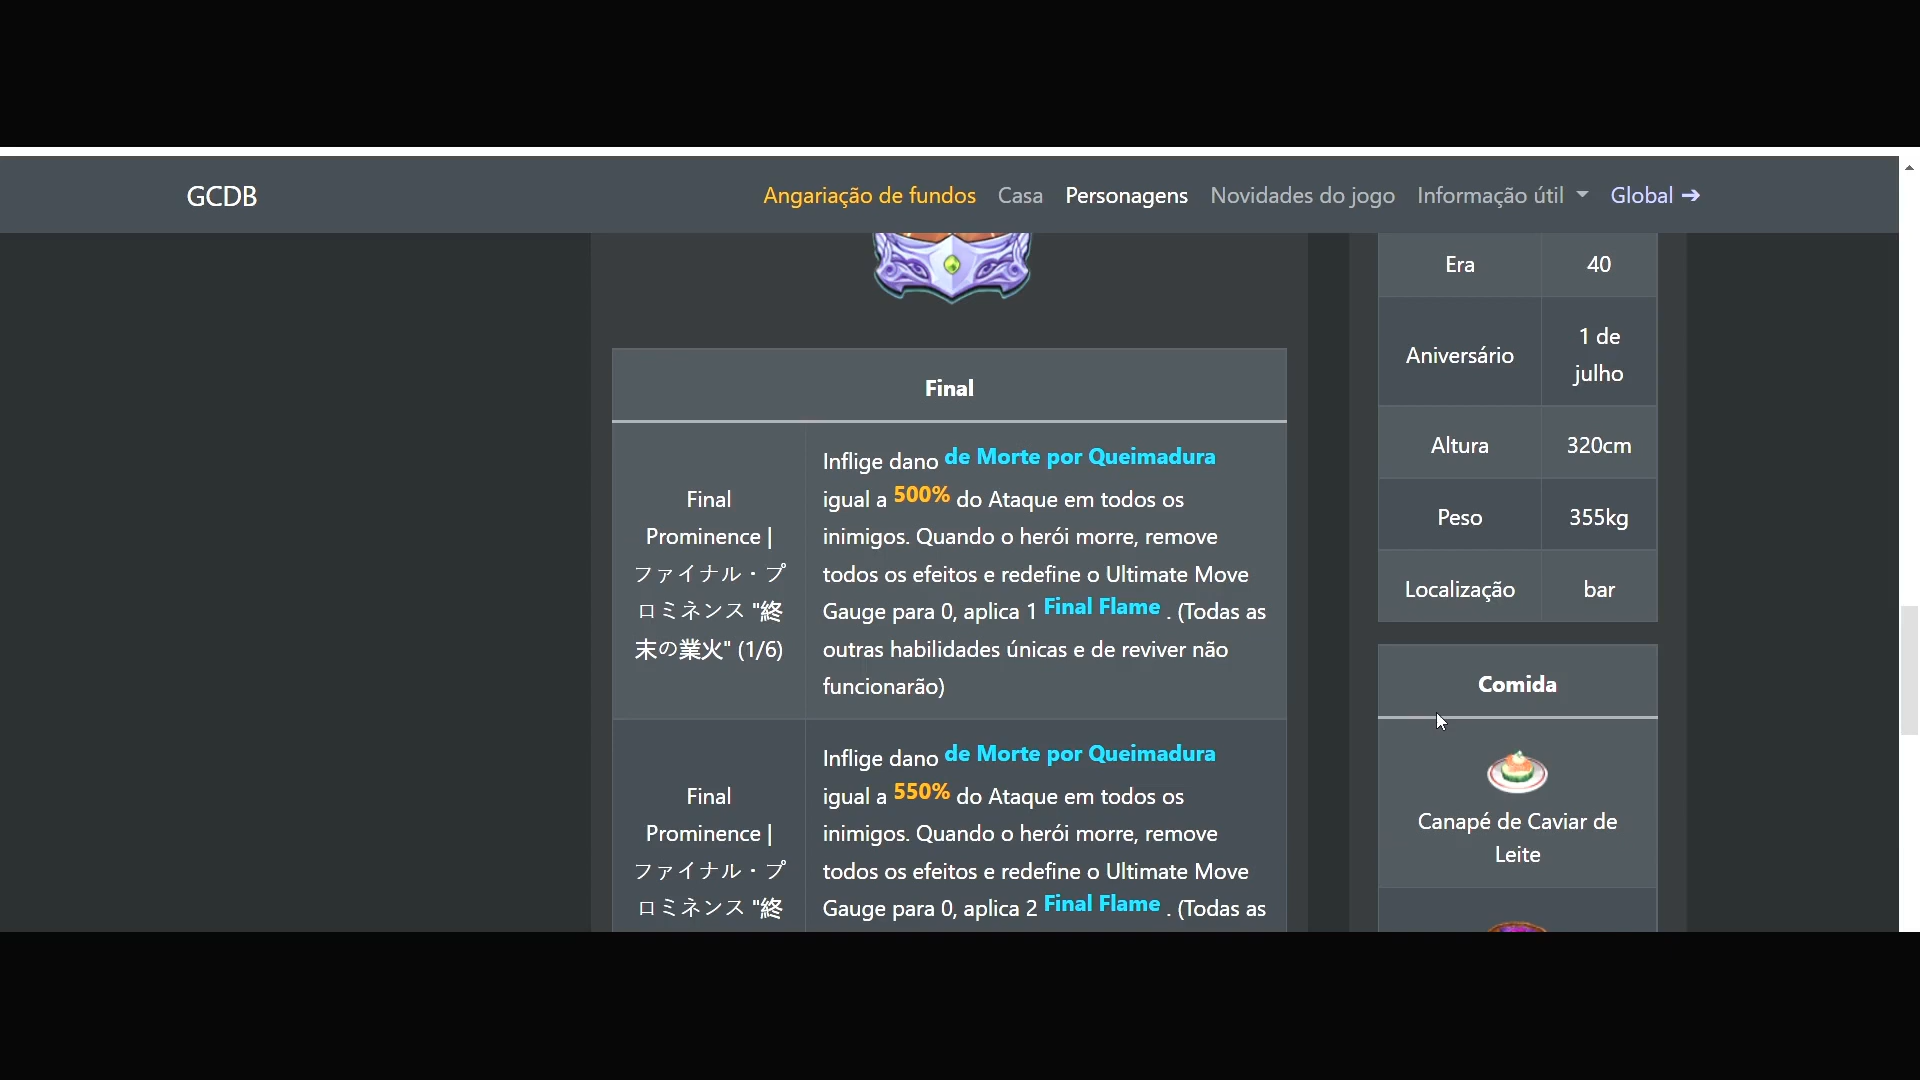 GCDB
Angariação de fundos
Casa
Personagens
Novidades do jogo
Informação útil
Global
Final
Final
Prominence |
ファイナル・プ
ロミネンス "終
末の業火" (1/6)
Inflige dano de Morte por Queimadura
igual a 500% do Ataque em todos os
inimigos. Quando o herói morre, remove
todos os efeitos e redefine o Ultimate Move
Gauge para 0, aplica 1 Final Flame . (Todas as
outras habilidades únicas e de reviver não
funcionarão)
Final
Prominence |
ファイナル・プ
ロミネンス "終
Inflige dano de Morte por Queimadura
igual a 550% do Ataque em todos os
inimigos. Quando o herói morre, remove
todos os efeitos e redefine o Ultimate Move
Gauge para 0, aplica 2 Final Flame . (Todas as
Era
40
Aniversário
1 de
julho
Altura
320cm
Peso
355kg
Localização
bar
Comida
Canapé de Caviar de
Leite